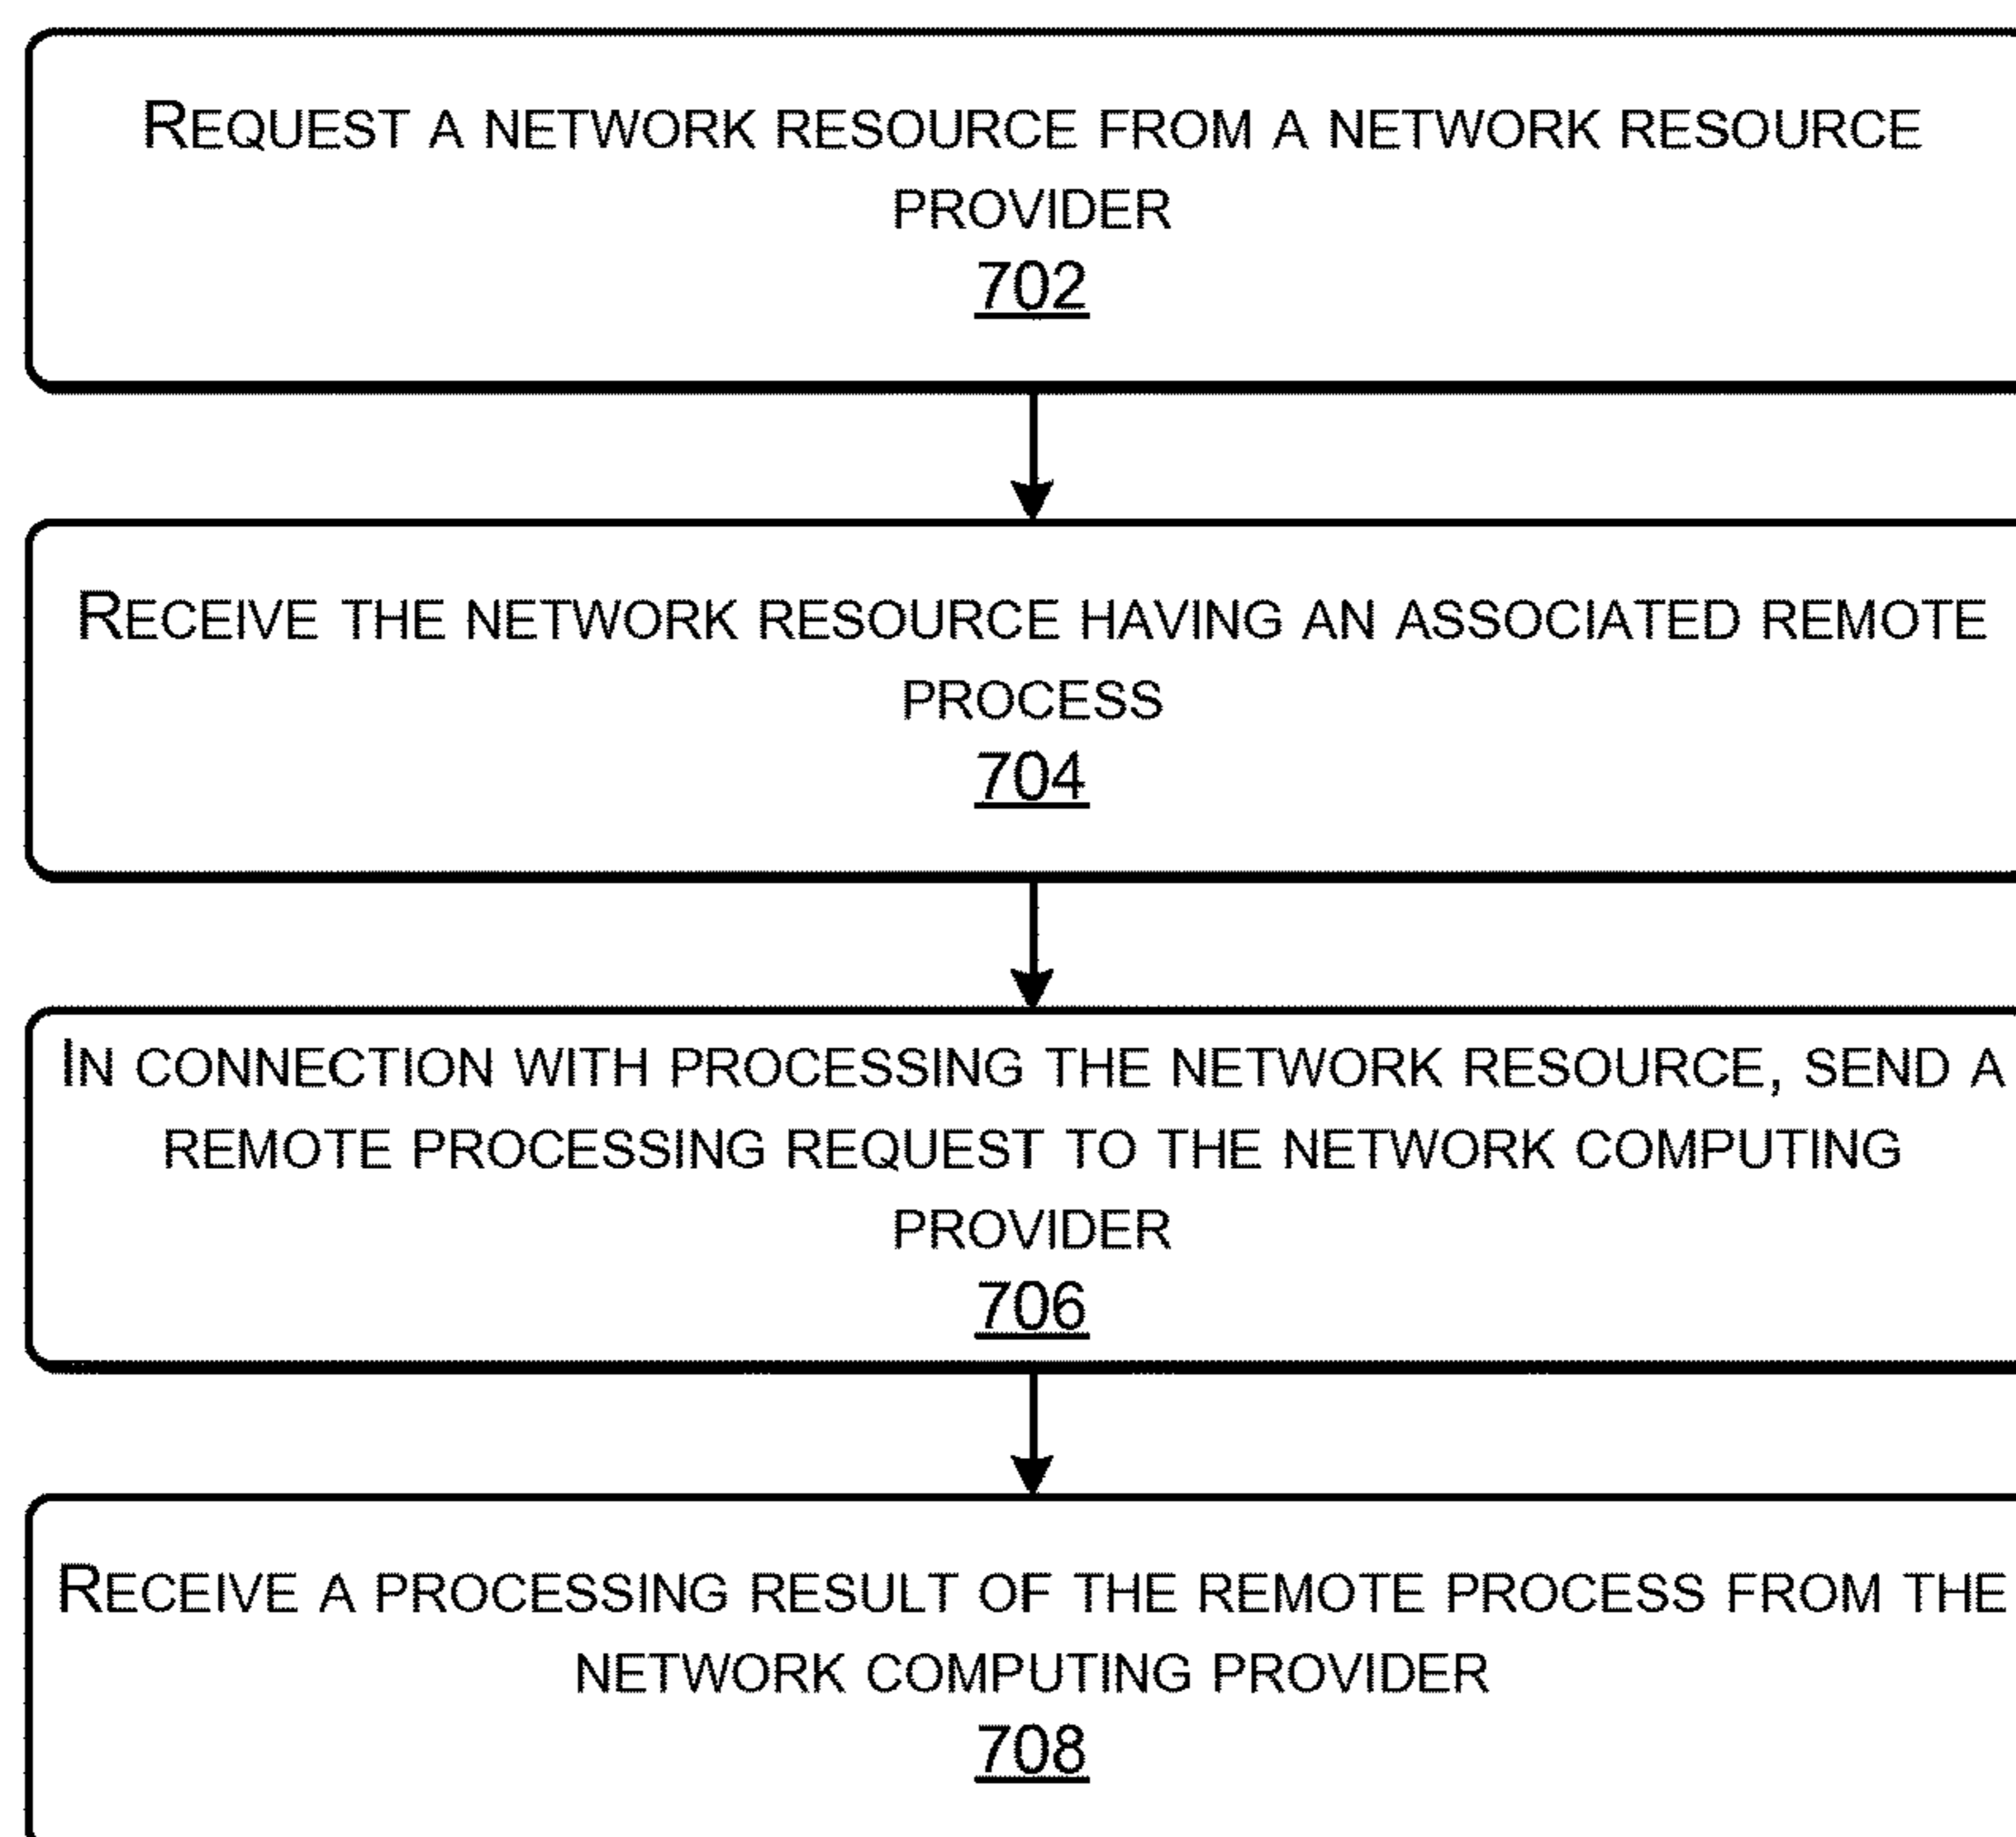 REQUEST A NETWORK RESOURCE FROM A NETWORK RESOURCE
PROVIDER
702
RECEIVE THE NETWORK RESOURCE HAVING AN ASSOCIATED REMOTE
PROCESS
704
IN CONNECTION WITH PROCESSING THE NETWORK RESOURCE, SEND A
REMOTE PROCESSING REQUEST TO THE NETWORK COMPUTING
PROVIDER
706
RECEIVE A PROCESSING RESULT OF THE REMOTE PROCESS FROM THE
NETWORK COMPUTING PROVIDER
708